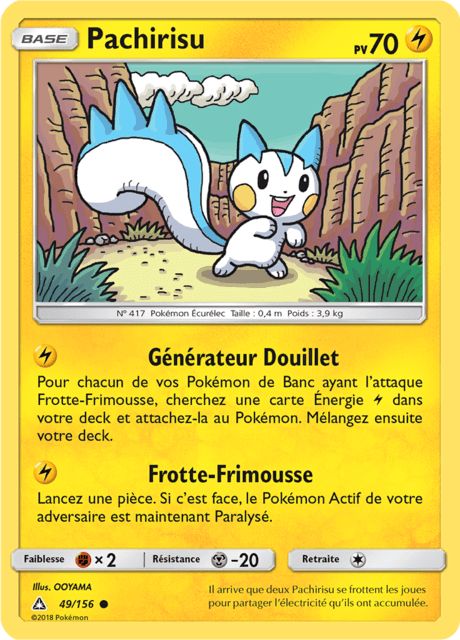 BASE Pachirisu PV70
N° 417 Pokémon Écurélec Taille : 0,4 m Poids : 3,9 kg
Générateur Douillet
Pour chacun de vos Pokémon de Banc ayant l'attaque
Frotte-Frimousse, cherchez une carte Énergie dans
votre deck et attachez-la au Pokémon. Mélangez ensuite
votre deck.
Frotte-Frimousse
Lancez une pièce. Si c'est face, le Pokémon Actif de votre
adversaire est maintenant Paralysé.
Faiblesse ×2 Résistance -20 Retraite
Illus. OOYAMA
49/156
©2018 Pokémon
Il arrive que deux Pachirisu se frottent les joues
pour partager l'électricité qu'ils ont accumulée.